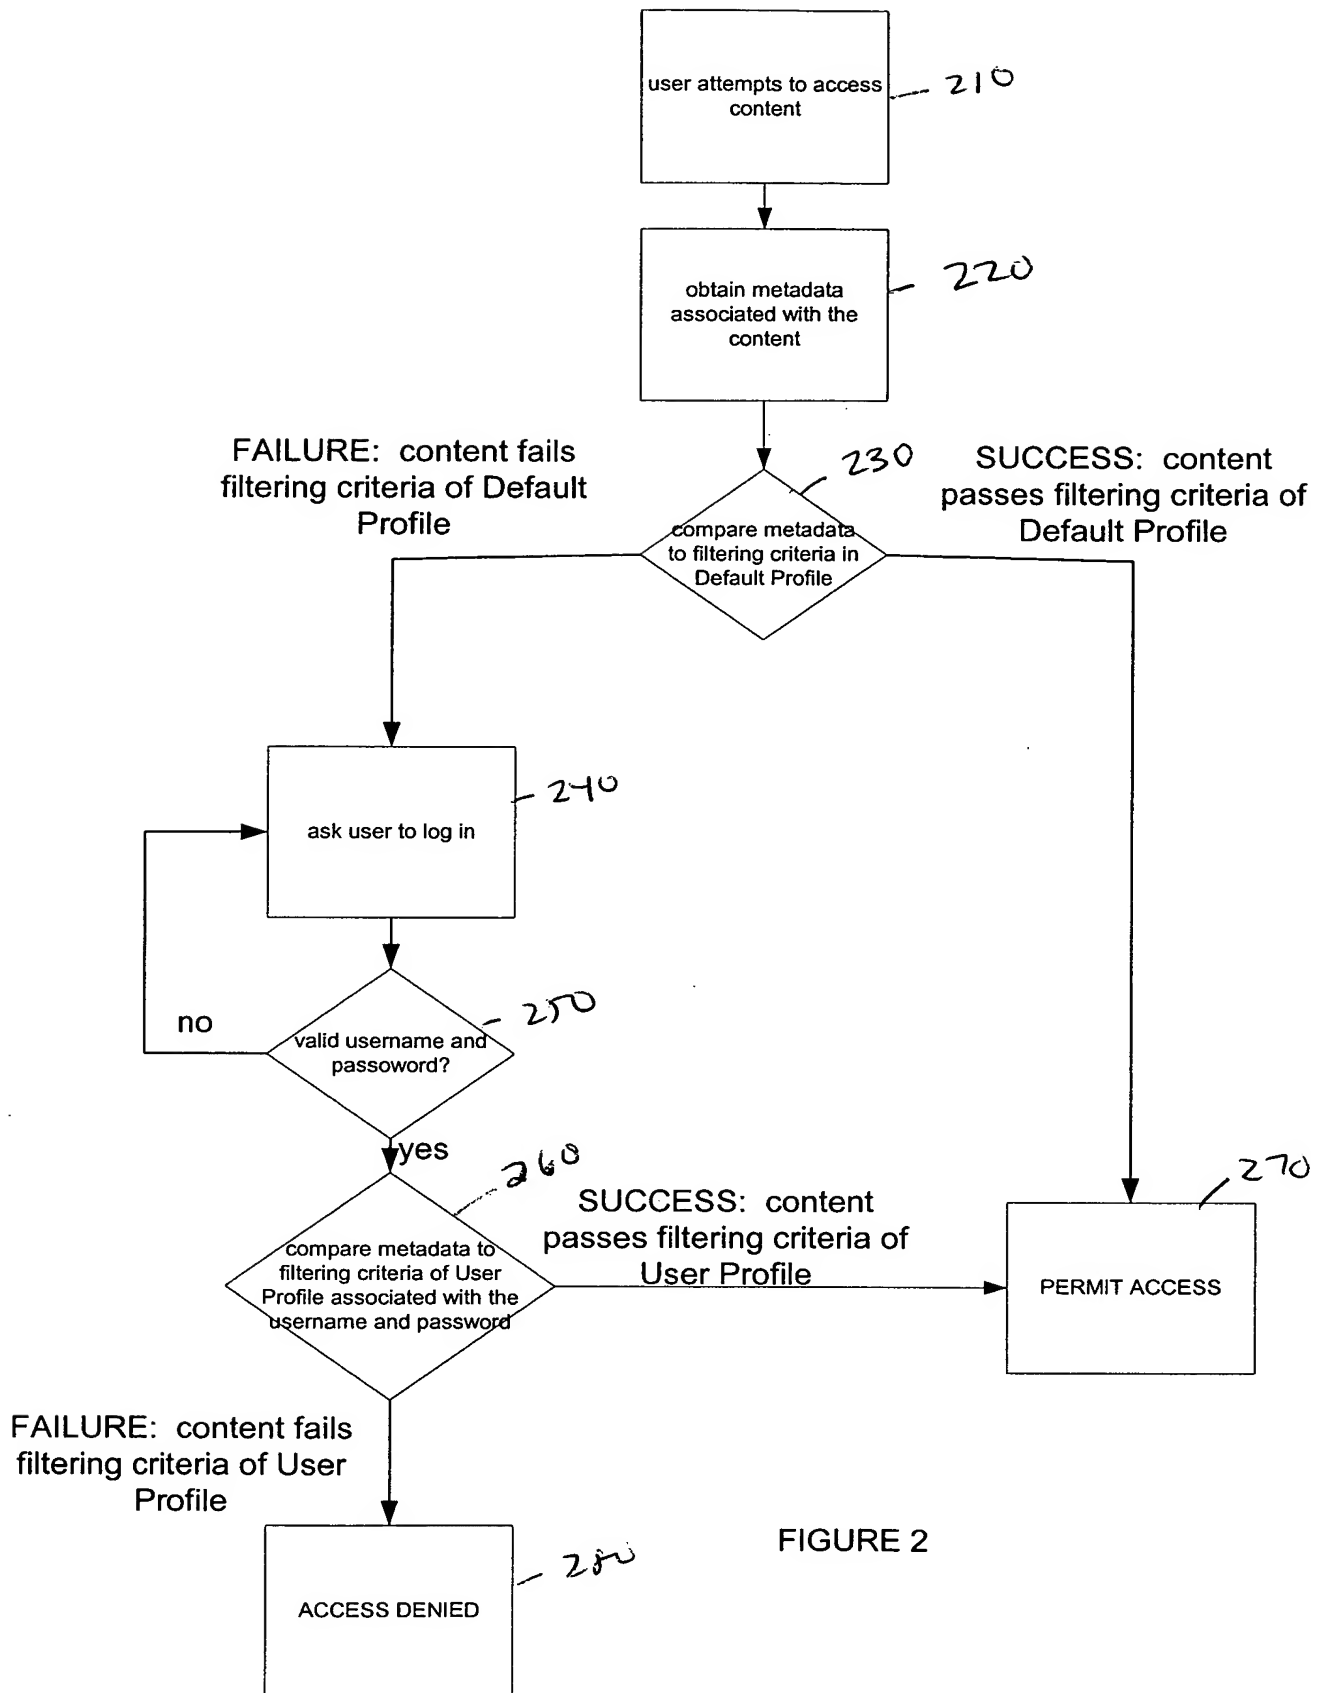 user attempts to access
content
210
obtain metadata
associated with the
content
220
FAILURE: content fails
filtering criteria of Default
Profile
230
SUCCESS: content
passes filtering criteria of
Default Profile
compare metadata
to filtering criteria in
Default Profile
240
ask user to log in
250
no
valid username and
passoword?
yes
260
270
SUCCESS: content
passes filtering criteria of
User Profile
compare metadata to
filtering criteria of User
Profile associated with the
username and password
PERMIT ACCESS
FAILURE: content fails
filtering criteria of User
Profile
FIGURE 2
280
ACCESS DENIED